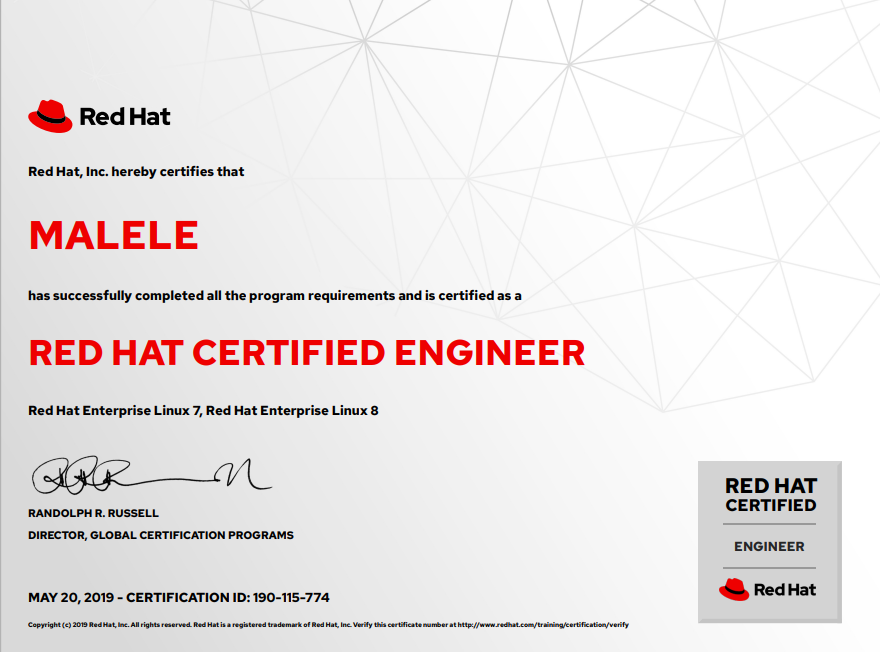 Red Hat
Red Hat, Inc. hereby certifies that
MALELE
has successfully completed all the program requirements and is certified as a
RED HAT CERTIFIED ENGINEER
Red Hat Enterprise Linux 7, Red Hat Enterprise Linux 8
RANDOLPH R. RUSSELL
DIRECTOR, GLOBAL CERTIFICATION PROGRAMS
MAY 20, 2019 - CERTIFICATION ID: 190-115-774
Copyright (c) 2019 Red Hat, Inc. All rights reserved. Red Hat is a registered trademark of Red Hat, Inc. Verify this certificate number at http://www.redhat.com/training/certification/verify
RED HAT
CERTIFIED
ENGINEER
Red Hat